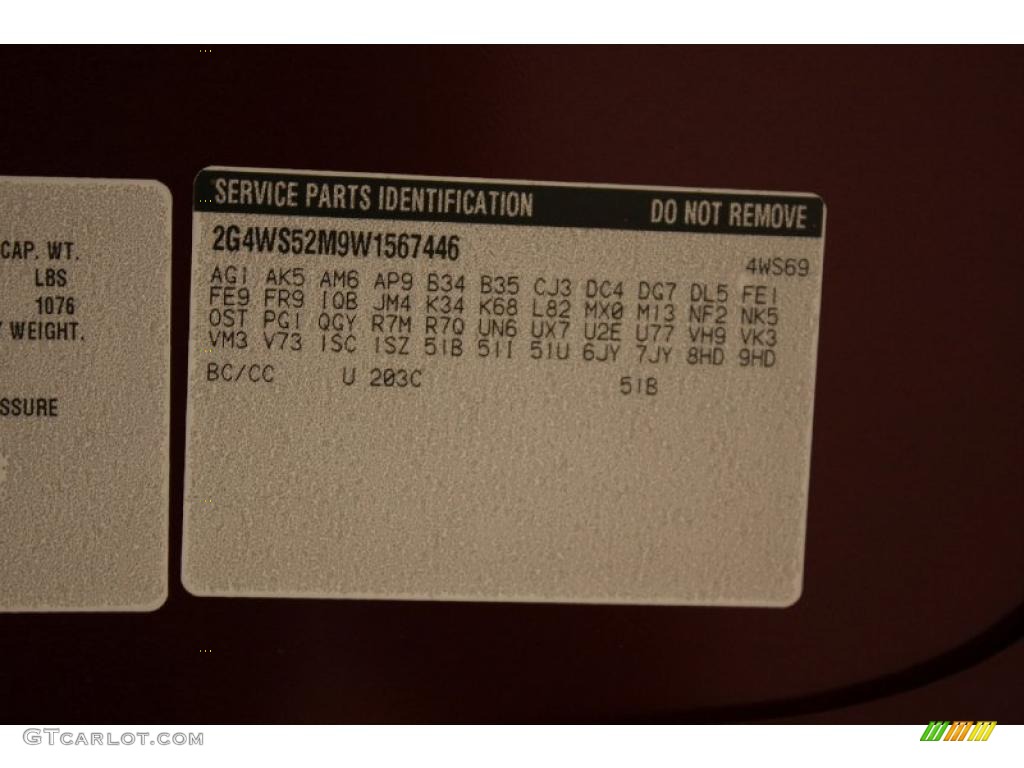 SERVICE PARTS IDENTIFICATION DO NOT REMOVE
2G4WS52M9W1567446 4WS69
AG1 AK5 AM6 AP9 B34 B35 CJ3 DC4 DG7 DL5 FE1
FE9 FR9 IQB JM4 K34 K68 L82 MX0 M13 NF2 NK5
OST PG1 QGY R7M R7Q UN6 UX7 U2E U77 VH9 VK3
VM3 V73 1SC 1SZ 51B 51I 51U 6JY 7JY 8HD 9HD
BC/CC U 203C 51B
CAP. WT.
LBS
1076
WEIGHT.
SSURE
GTCARLOT.COM